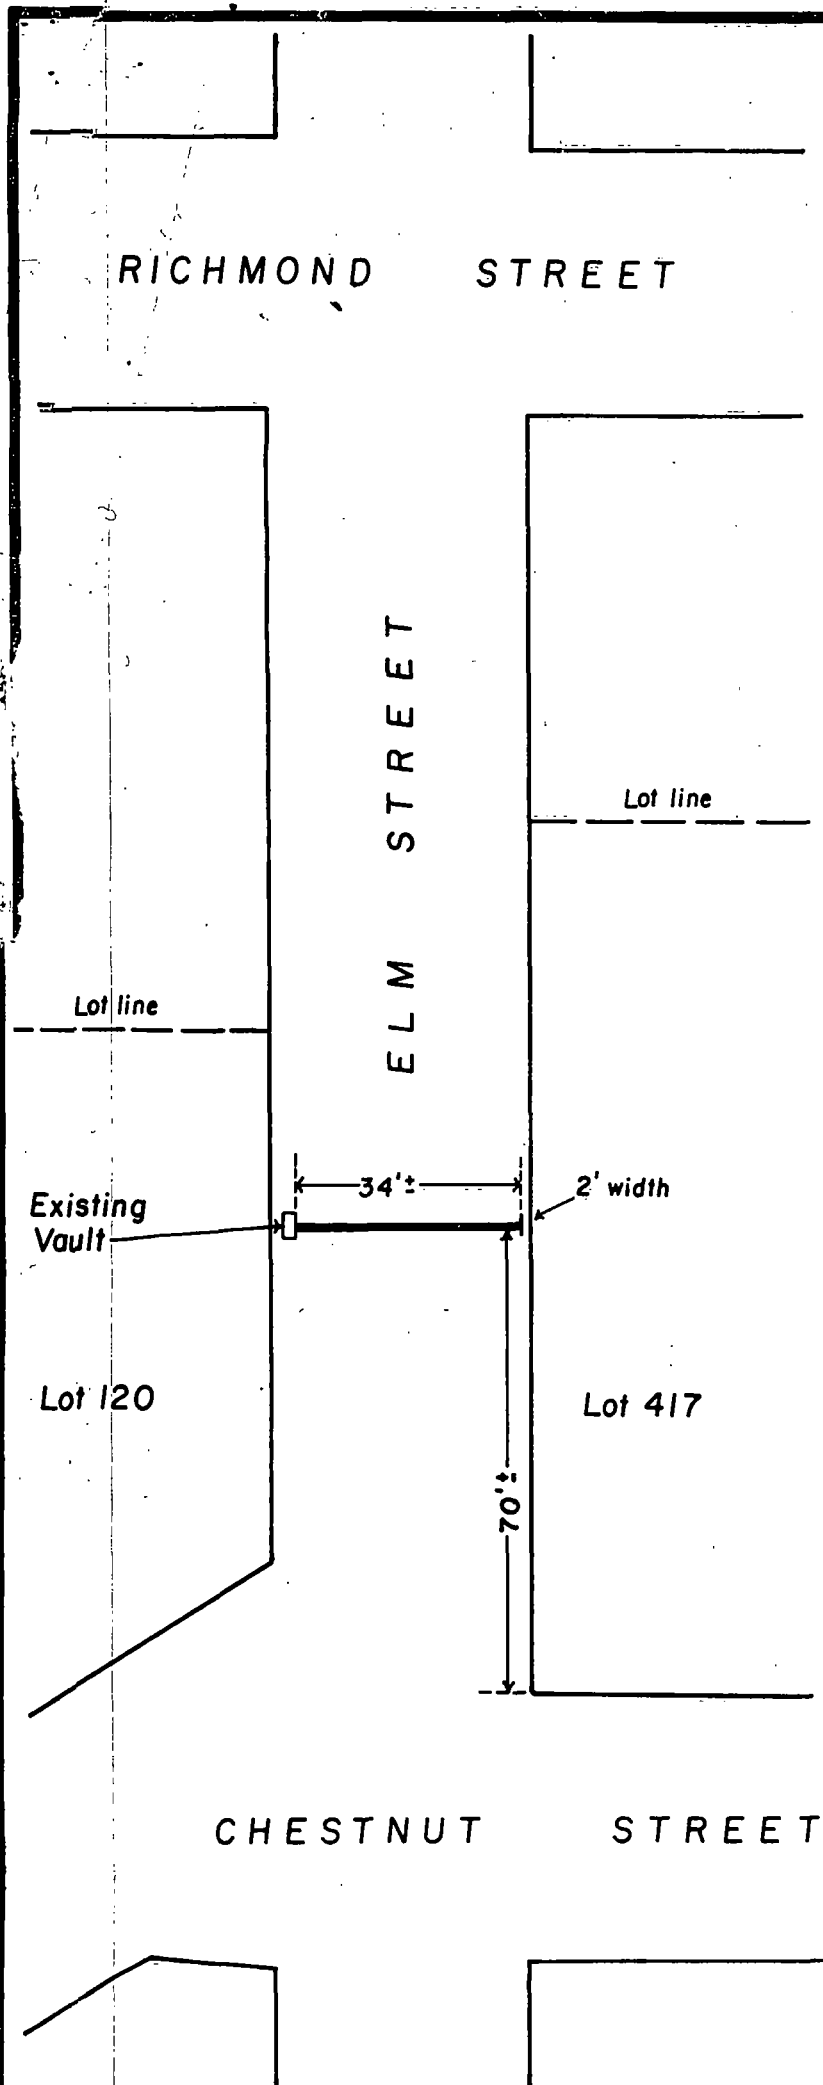 RICHMOND STREET
ELM STREET
Lot line
Lot line
34'±
2' width
Existing
Vault
Lot 120
Lot 417
70'±
CHESTNUT STREET